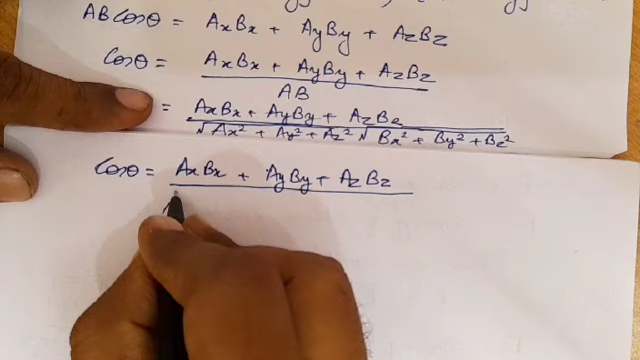 AB Cosθ = AxBx + AyBy + AzBz
Cosθ = AxBx + AyBy + AzBz
AB
= AxBx + AyBy + AzBz
√Ax² + Ay² + Az² √Bx² + By² + Bz²
Cosθ = AxBx + AyBy + AzBz